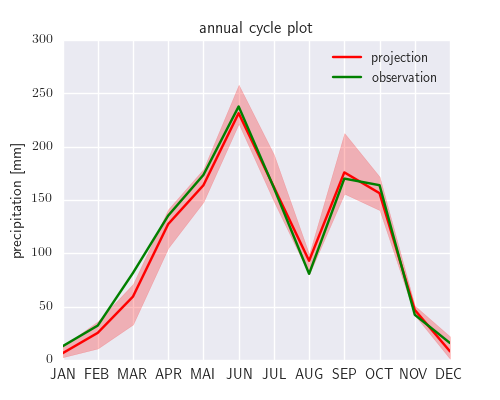 annual cycle plot
projection
observation
precipitation [mm]
300
250
200
150
100
50
0
JAN FEB MAR APR MAI JUN JUL AUG SEP OCT NOV DEC